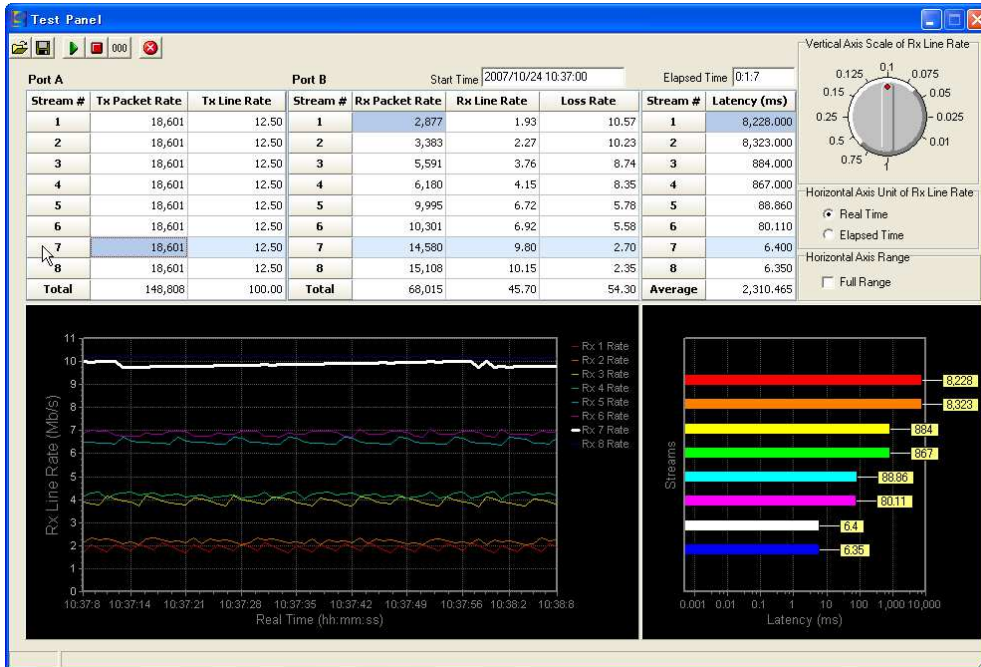 Test Panel
000
Port A
Port B
Start Time 2007/10/24 10:37:00
Elapsed Time 0:1:7
Stream # Tx Packet Rate Tx Line Rate Stream # Rx Packet Rate Rx Line Rate Loss Rate Stream # Latency (ms)
1 18,601 12.50 1 2,877 1.93 10.57 1 8,228.000
2 18,601 12.50 2 3,383 2.27 10.23 2 8,323.000
3 18,601 12.50 3 5,591 3.76 8.74 3 884.000
4 18,601 12.50 4 6,180 4.15 8.35 4 867.000
5 18,601 12.50 5 9,995 6.72 5.78 5 88.860
6 18,601 12.50 6 10,301 6.92 5.58 6 80.110
7 18,601 12.50 7 14,580 9.80 2.70 7 6.400
8 18,601 12.50 8 15,108 10.15 2.35 8 6.350
Total 148,808 100.00 Total 68,015 45.70 54.30 Average 2,310.465
Vertical Axis Scale of Rx Line Rate
0.1
0.125 0.075
0.15 0.05
0.25 0.025
0.5 0.01
0.75 1
Horizontal Axis Unit of Rx Line Rate
Real Time
Elapsed Time
Horizontal Axis Range
Full Range
Rx Line Rate (Mb/s)
11
10
9
8
7
6
5
4
3
2
1
0
10:37:8 10:37:14 10:37:21 10:37:28 10:37:35 10:37:42 10:37:49 10:37:56 10:38:2 10:38:8
Real Time (hh:mm:ss)
Rx 1 Rate
Rx 2 Rate
Rx 3 Rate
Rx 4 Rate
Rx 5 Rate
Rx 6 Rate
Rx 7 Rate
Rx 8 Rate
Streams
8,228
8,323
884
867
88.86
80.11
6.4
6.35
0.001 0.01 0.1 1 10 100 1,000 10,000
Latency (ms)